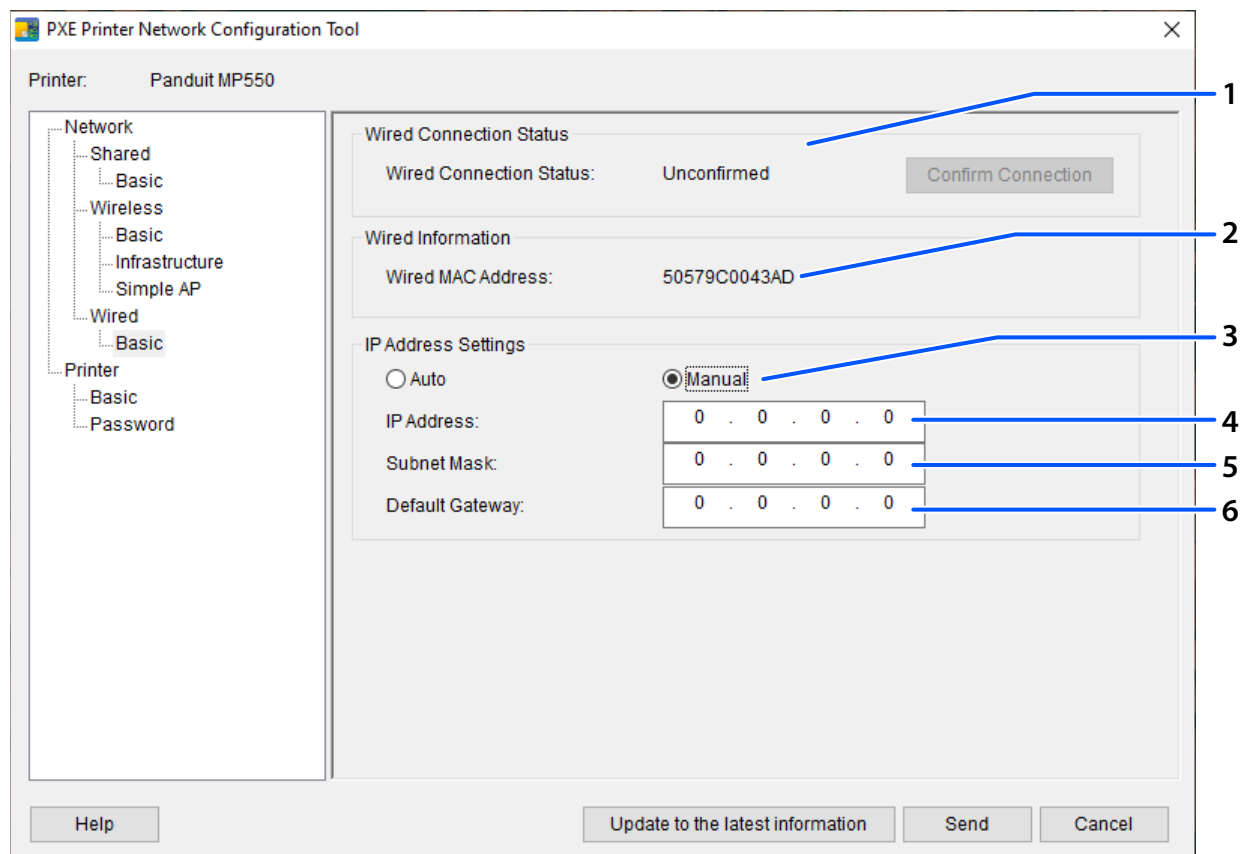 PXE Printer Network Configuration Tool
Printer: Panduit MP550
1
Network
Shared
Basic
Wireless
Basic
Infrastructure
Simple AP
Wired
Basic
Printer
Basic
Password
Wired Connection Status
Wired Connection Status: Unconfirmed Confirm Connection
2
Wired Information
Wired MAC Address: 50579C0043AD
3
IP Address Settings
Auto Manual
IP Address: 0 . 0 . 0 . 0 4
Subnet Mask: 0 . 0 . 0 . 0 5
Default Gateway: 0 . 0 . 0 . 0 6
Help Update to the latest information Send Cancel